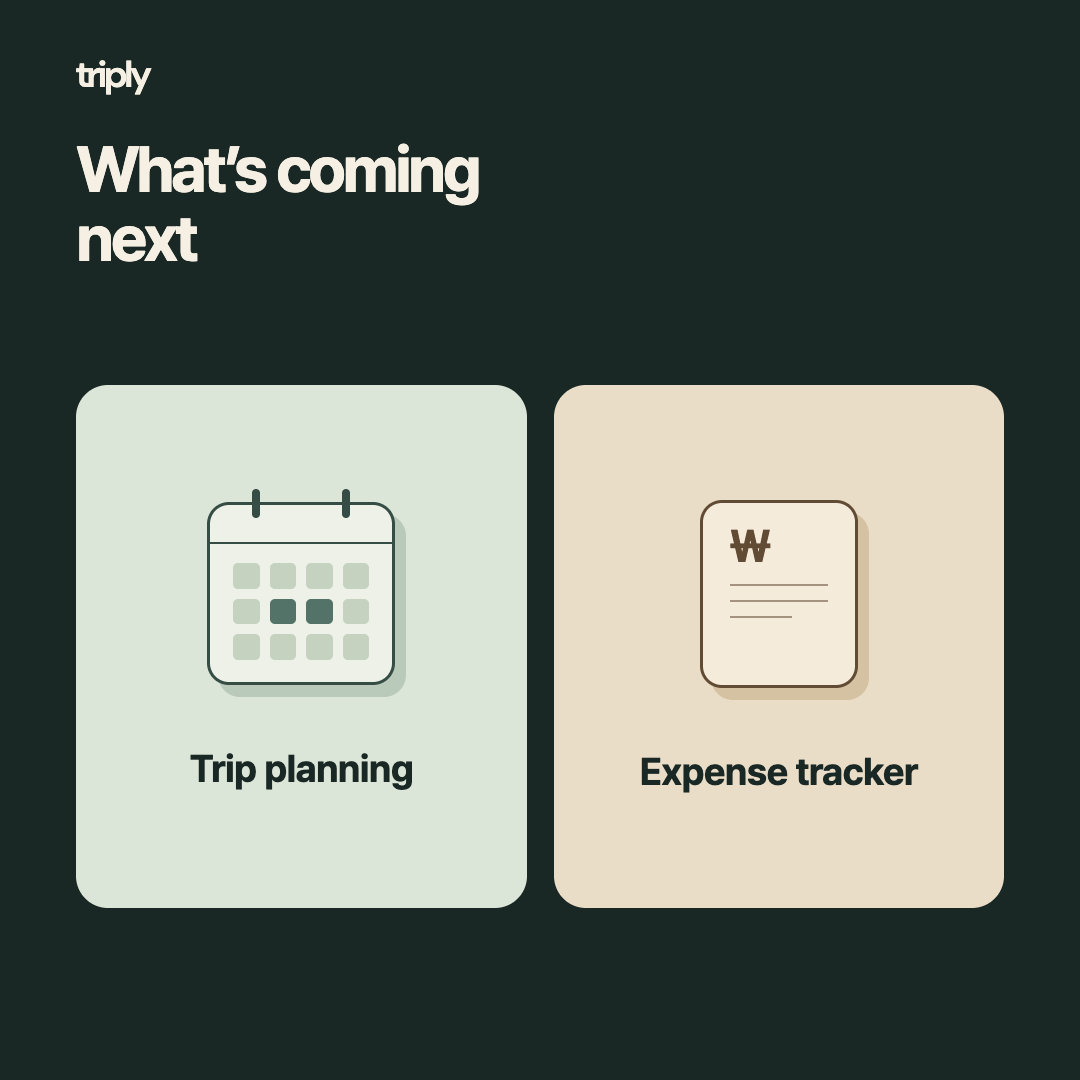 triply
What’s coming
next
₩
Trip planning
Expense tracker